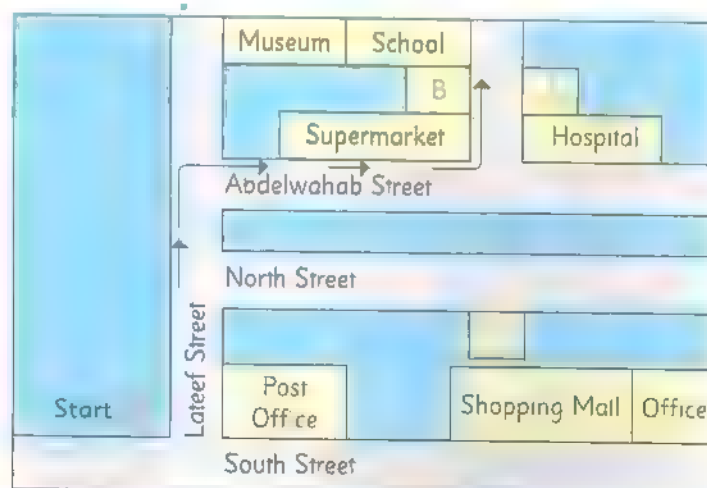 Museum
School
B
Supermarket
Hospital
Abdelwahab Street
North Street
Lateef Street
Start
Post
Office
Shopping Mall
Office
South Street